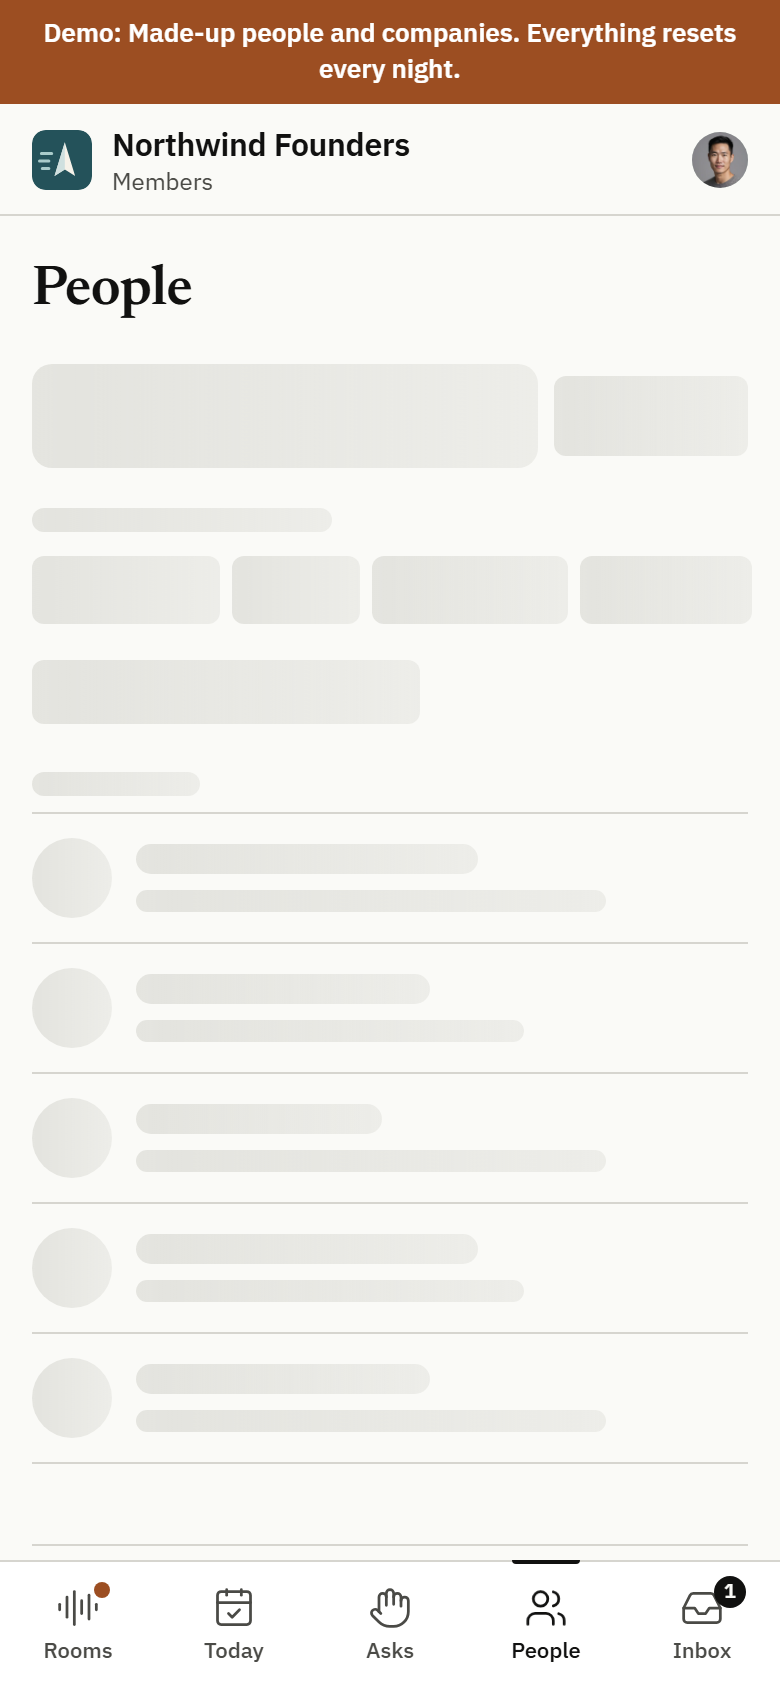 Demo: Made-up people and companies. Everything resets
every night.
Northwind Founders
Members
People
Rooms
Today
Asks
People
1
Inbox